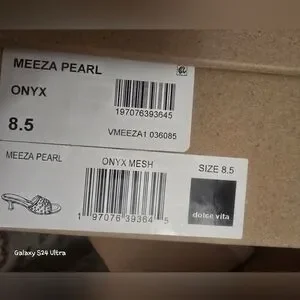 MEEZA PEARL
ONYX
197076393645
8.5
VMEEZA1 036085
MEEZA PEARL
ONYX MESH
SIZE 8.5
1 97076 39364 5
dolce vita
Galaxy S24 Ultra